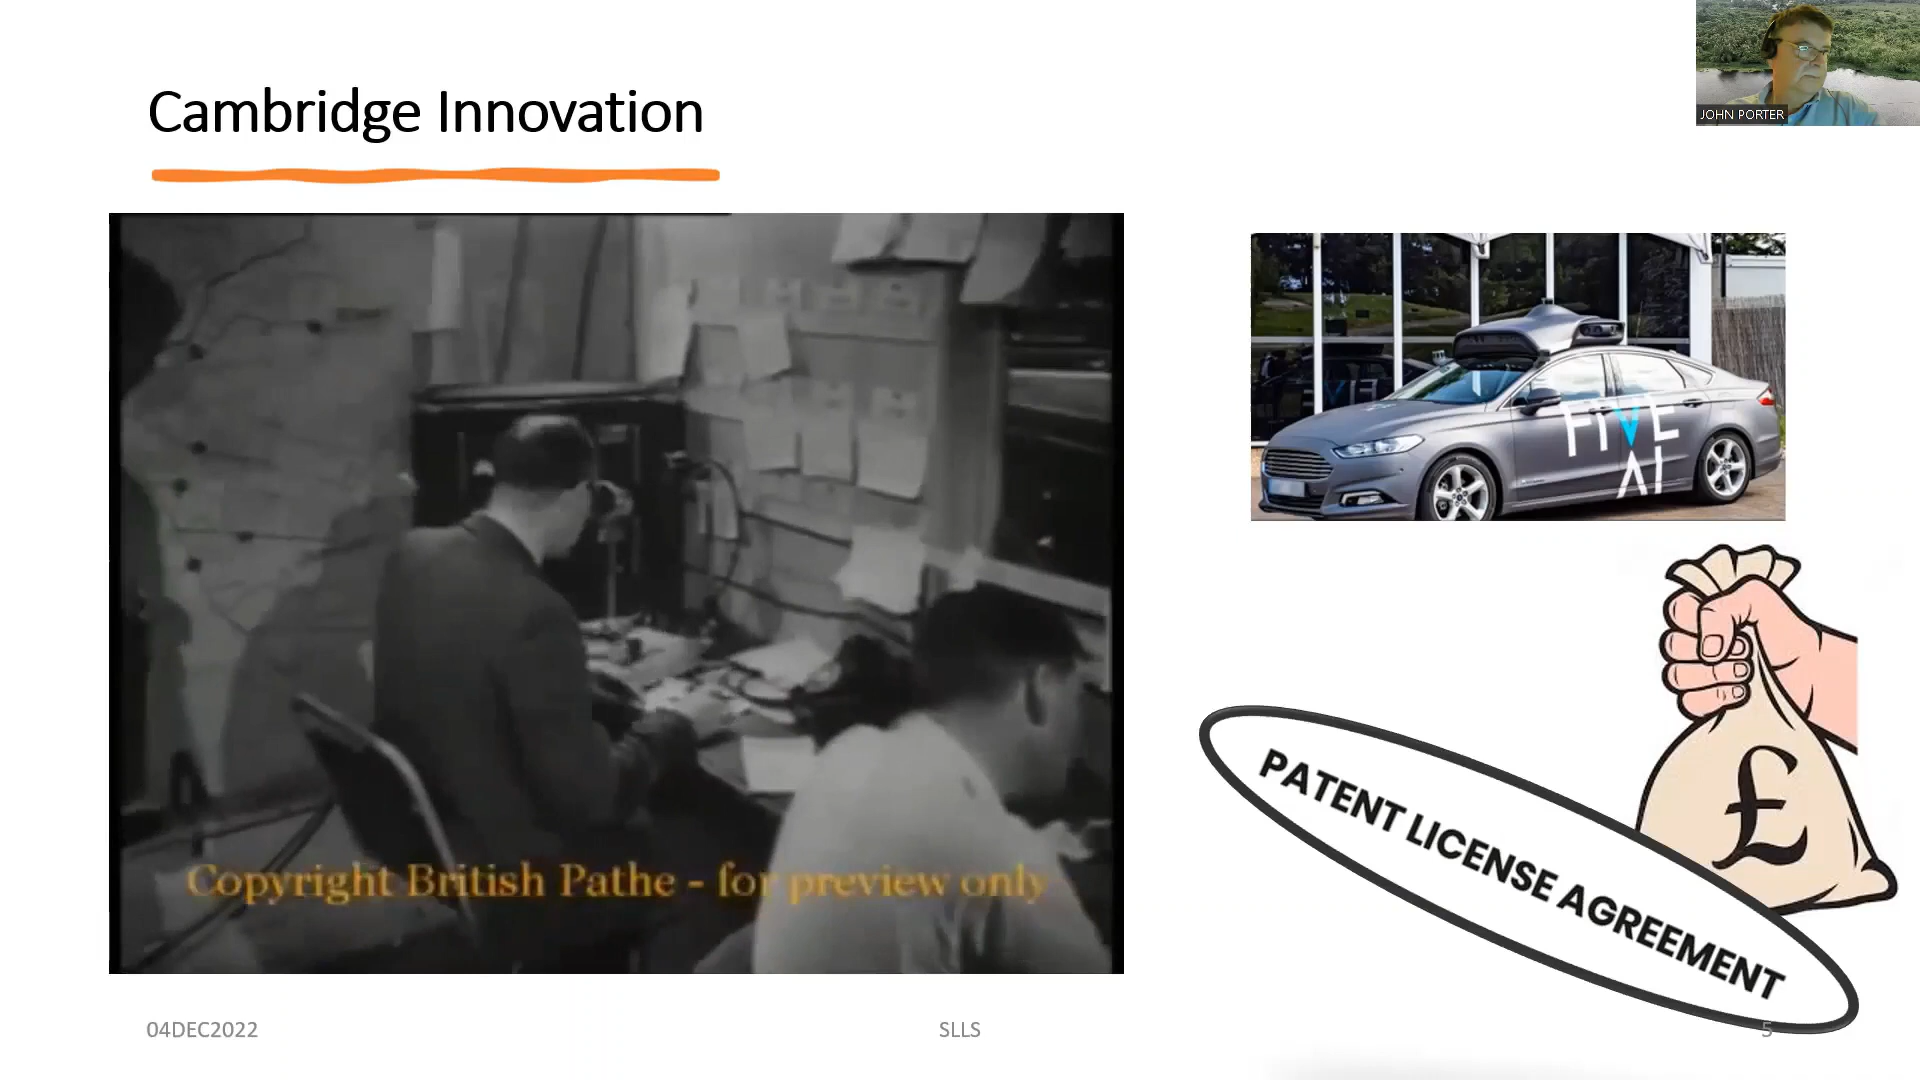 Cambridge Innovation
JOHN PORTER
FIVE
AI
Copyright British Pathe - for preview only
£
PATENT LICENSE AGREEMENT
04DEC2022
SLLS
5